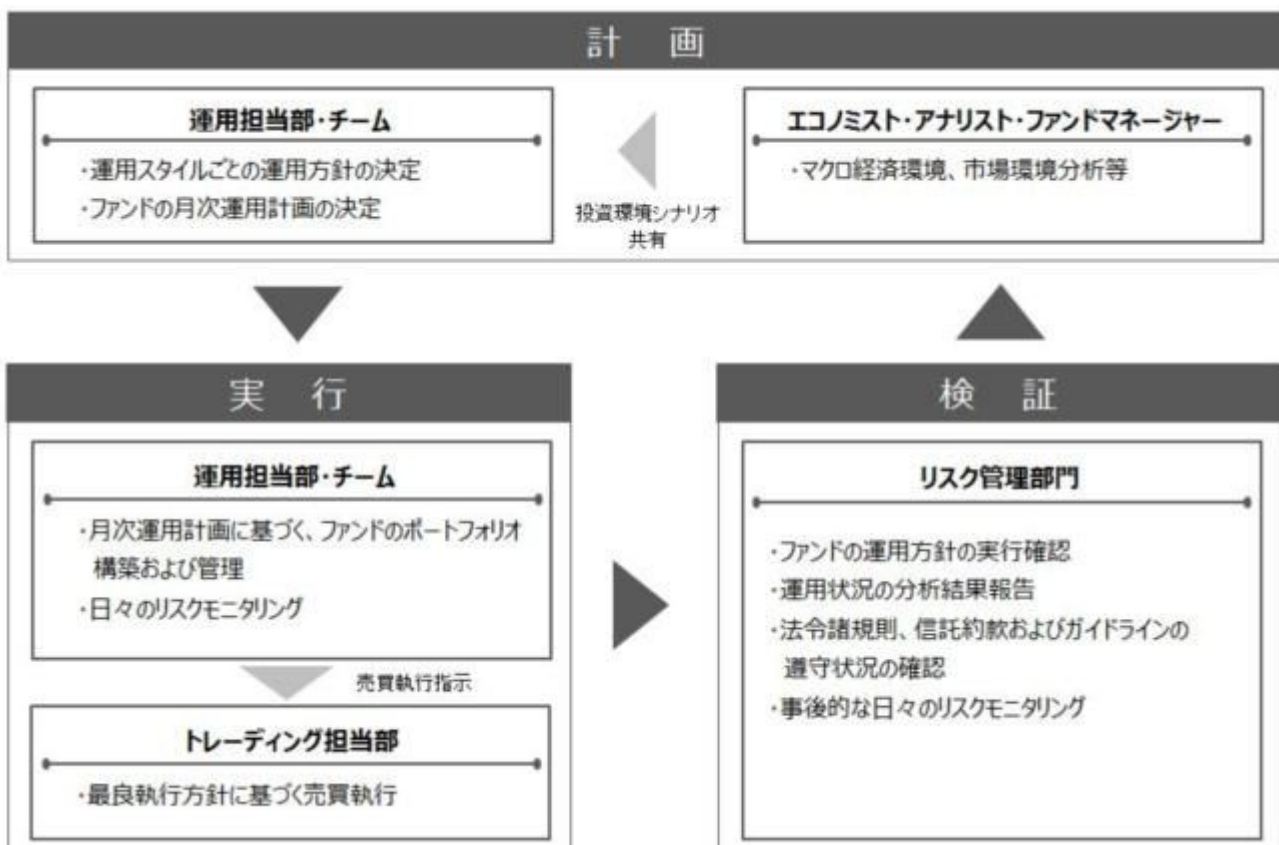 計 画
運用担当部・チーム
・運用スタイルごとの運用方針の決定
・ファンドの月次運用計画の決定
投資環境シナリオ
共有
エコノミスト・アナリスト・ファンドマネージャー
・マクロ経済環境、市場環境分析等
実 行
運用担当部・チーム
・月次運用計画に基づく、ファンドのポートフォリオ
構築および管理
・日々のリスクモニタリング
売買執行指示
トレーディング担当部
・最良執行方針に基づく売買執行
検 証
リスク管理部門
・ファンドの運用方針の実行確認
・運用状況の分析結果報告
・法令諸規則、信託約款およびガイドラインの
遵守状況の確認
・事後的な日々のリスクモニタリング